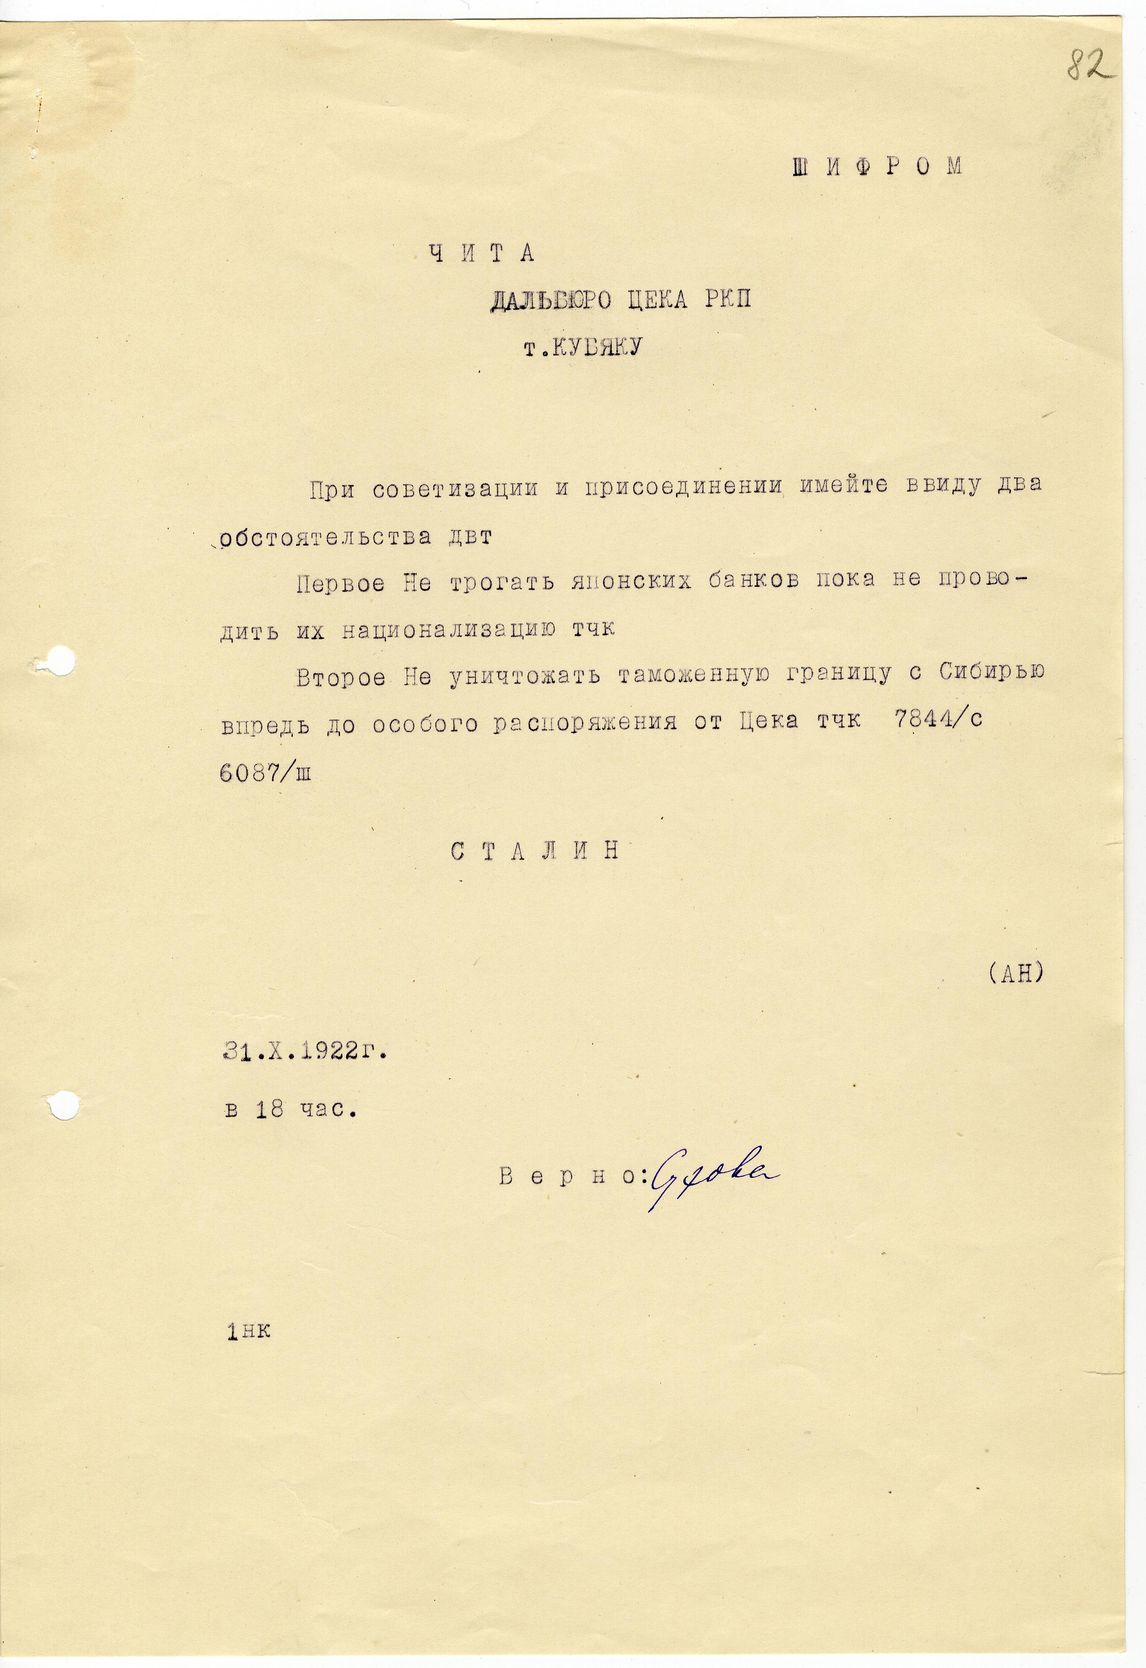 82
ШИФРОМ
ЧИТА
ДАЛЬБЮРО ЦЕКА РКП
т.КУБЯКУ
При советизации и присоединении имейте ввиду два
обстоятельства двт
Первое Не трогать японских банков пока не прово-
дить их национализацию тчк
Второе Не уничтожать таможенную границу с Сибирью
впредь до особого распоряжения от Цека тчк 7844/с
6087/ш
СТАЛИН
(АН)
31.X.1922г.
в 18 час.
Верно:
1нк